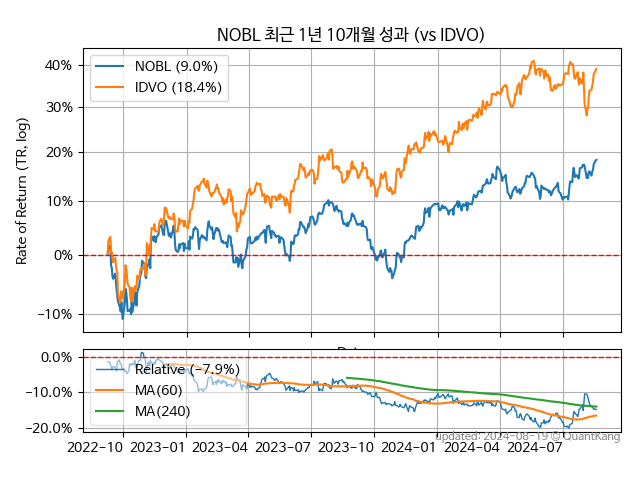 NOBL 최근 1년 10개월 성과 (vs IDVO)
Rate of Return (TR, log)
40%
30%
20%
10%
0%
−10%
NOBL (9.0%)
IDVO (18.4%)
0.0%
−10.0%
−20.0%
Relative (−7.9%)
MA(60)
MA(240)
2022−10 2023−01 2023−04 2023−07 2023−10 2024−01 2024−04 2024−07
updated: 2024−08−19 © QuantKang